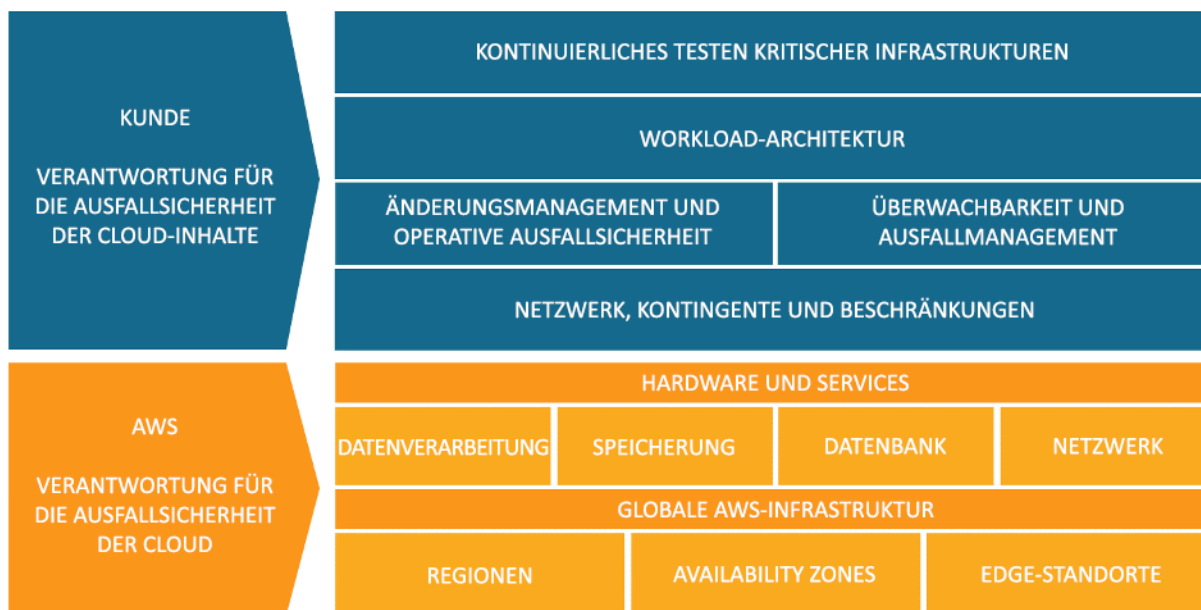 KUNDE
VERANTWORTUNG FÜR
DIE AUSFALLSICHERHEIT
DER CLOUD-INHALTE
KONTINUIERLICHES TESTEN KRITISCHER INFRASTRUKTUREN
WORKLOAD-ARCHITEKTUR
ÄNDERUNGSMANAGEMENT UND
OPERATIVE AUSFALLSICHERHEIT
ÜBERWACHBARKEIT UND
AUSFALLMANAGEMENT
NETZWERK, KONTINGENTE UND BESCHRÄNKUNGEN
AWS
VERANTWORTUNG FÜR
DIE AUSFALLSICHERHEIT
DER CLOUD
HARDWARE UND SERVICES
DATENVERARBEITUNG
SPEICHERUNG
DATENBANK
NETZWERK
GLOBALE AWS-INFRASTRUKTUR
REGIONEN
AVAILABILITY ZONES
EDGE-STANDORTE